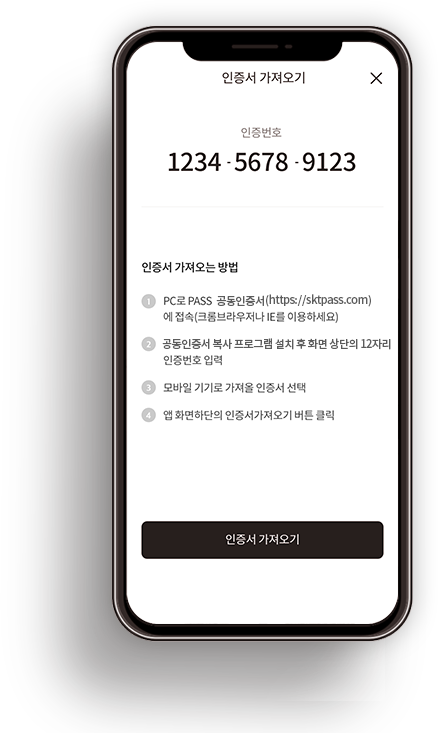 인증서 가져오기
인증번호
1234 - 5678 - 9123
인증서 가져오는 방법
1 PC로 PASS 공동인증서(https://sktpass.com)
에 접속(크롬브라우저나 IE를 이용하세요)
2 공동인증서 복사 프로그램 설치 후 화면 상단의 12자리
인증번호 입력
3 모바일 기기로 가져올 인증서 선택
4 앱 화면하단의 인증서가져오기 버튼 클릭
인증서 가져오기